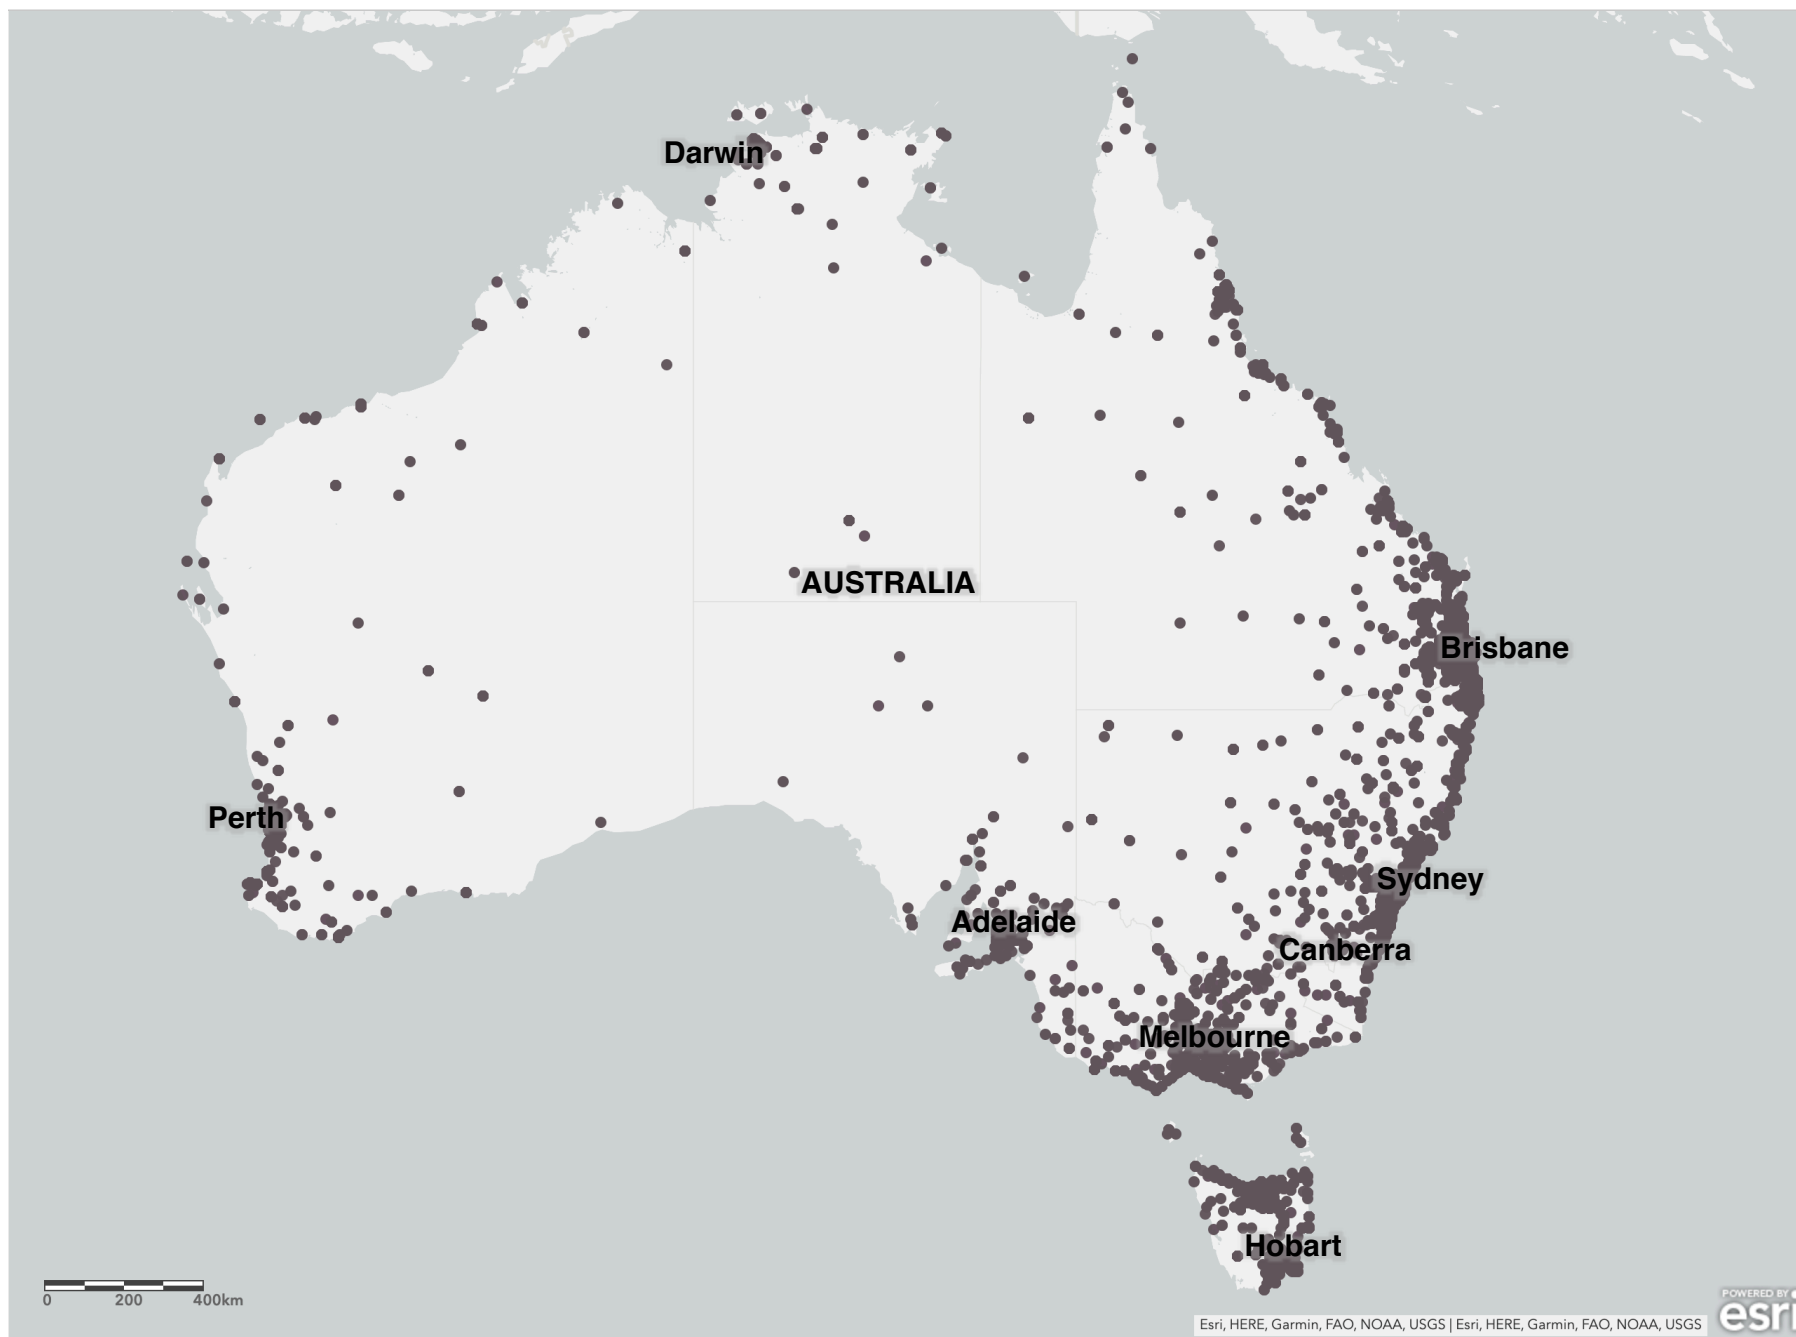 Darwin
AUSTRALIA
Brisbane
Perth
Sydney
Adelaide
Canberra
Melbourne
Hobart
0 200 400km
POWERED BY
esri
Esri, HERE, Garmin, FAO, NOAA, USGS | Esri, HERE, Garmin, FAO, NOAA, USGS